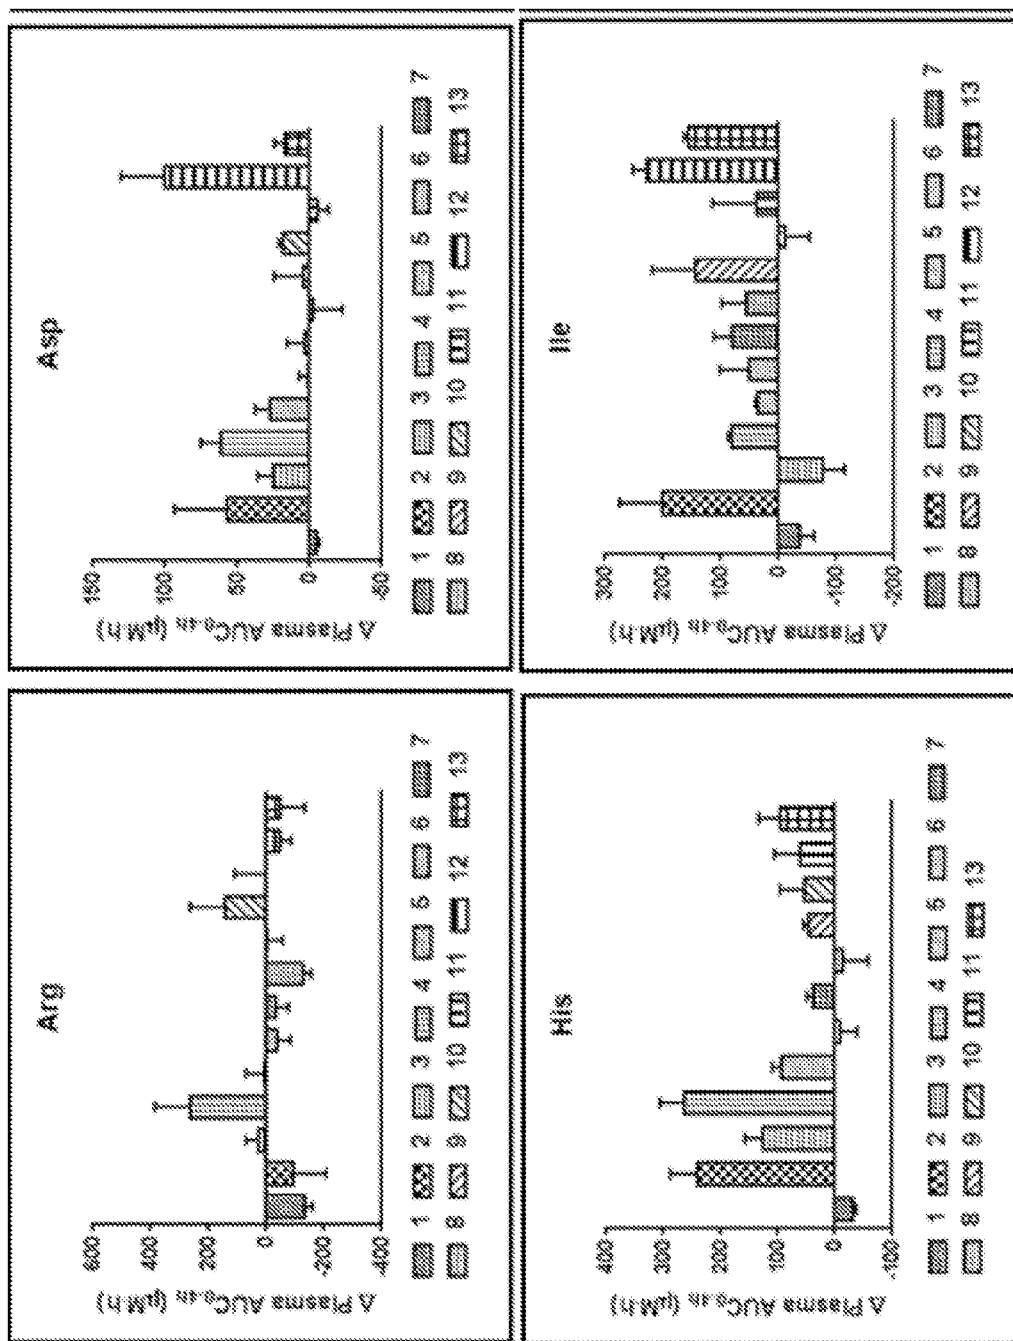 Arg
Δ Plasma AUC0-4h (µM·h)
600
400
200
0
-200
-400
1 2 3 4 5 6 7
8 9 10 11 12 13
Asp
Δ Plasma AUC0-4h (µM·h)
150
100
50
0
-50
1 2 3 4 5 6 7
8 9 10 11 12 13
His
Δ Plasma AUC0-4h (µM·h)
400
300
200
100
0
-100
1 2 3 4 5 6 7
8 9 10 11 13
Ile
Δ Plasma AUC0-4h (µM·h)
300
200
100
0
-100
-200
1 2 3 4 5 6 7
8 9 10 11 12 13